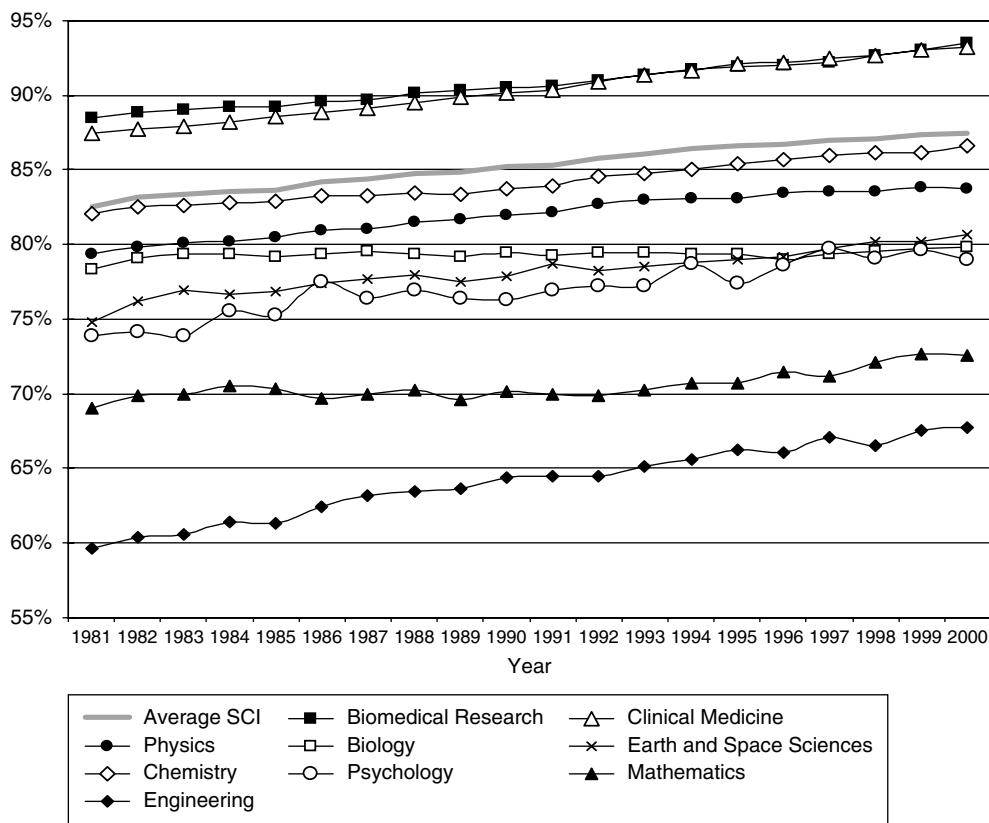 95%
90%
85%
80%
75%
70%
65%
60%
55%
1981 1982 1983 1984 1985 1986 1987 1988 1989 1990 1991 1992 1993 1994 1995 1996 1997 1998 1999 2000
Year
Average SCI Biomedical Research Clinical Medicine
Physics Biology Earth and Space Sciences
Chemistry Psychology Mathematics
Engineering